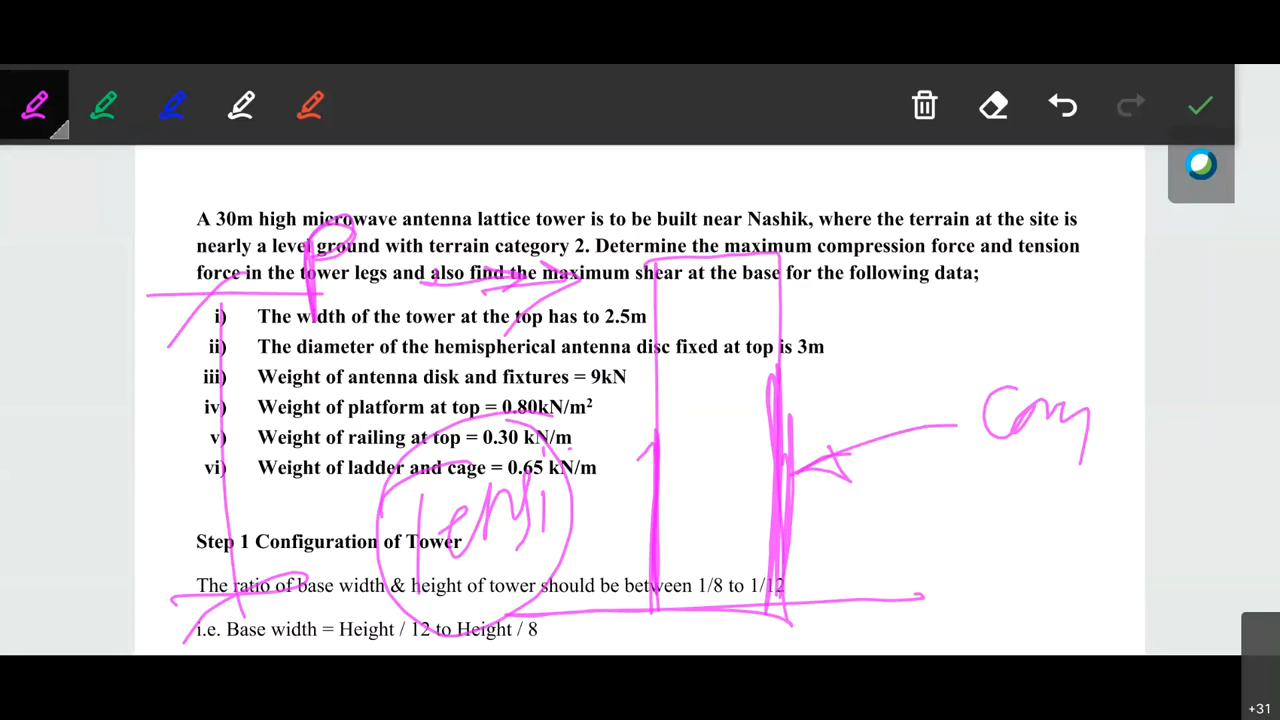 A 30m high microwave antenna lattice tower is to be built near Nashik, where the terrain at the site is
nearly a level ground with terrain category 2. Determine the maximum compression force and tension
force in the tower legs and also find the maximum shear at the base for the following data;
i) The width of the tower at the top has to 2.5m
ii) The diameter of the hemispherical antenna disc fixed at top is 3m
iii) Weight of antenna disk and fixtures = 9kN
iv) Weight of platform at top = 0.80kN/m²
v) Weight of railing at top = 0.30 kN/m
vi) Weight of ladder and cage = 0.65 kN/m
P
Com
Tensi
Step 1 Configuration of Tower
The ratio of base width & height of tower should be between 1/8 to 1/12
i.e. Base width = Height / 12 to Height / 8
+31